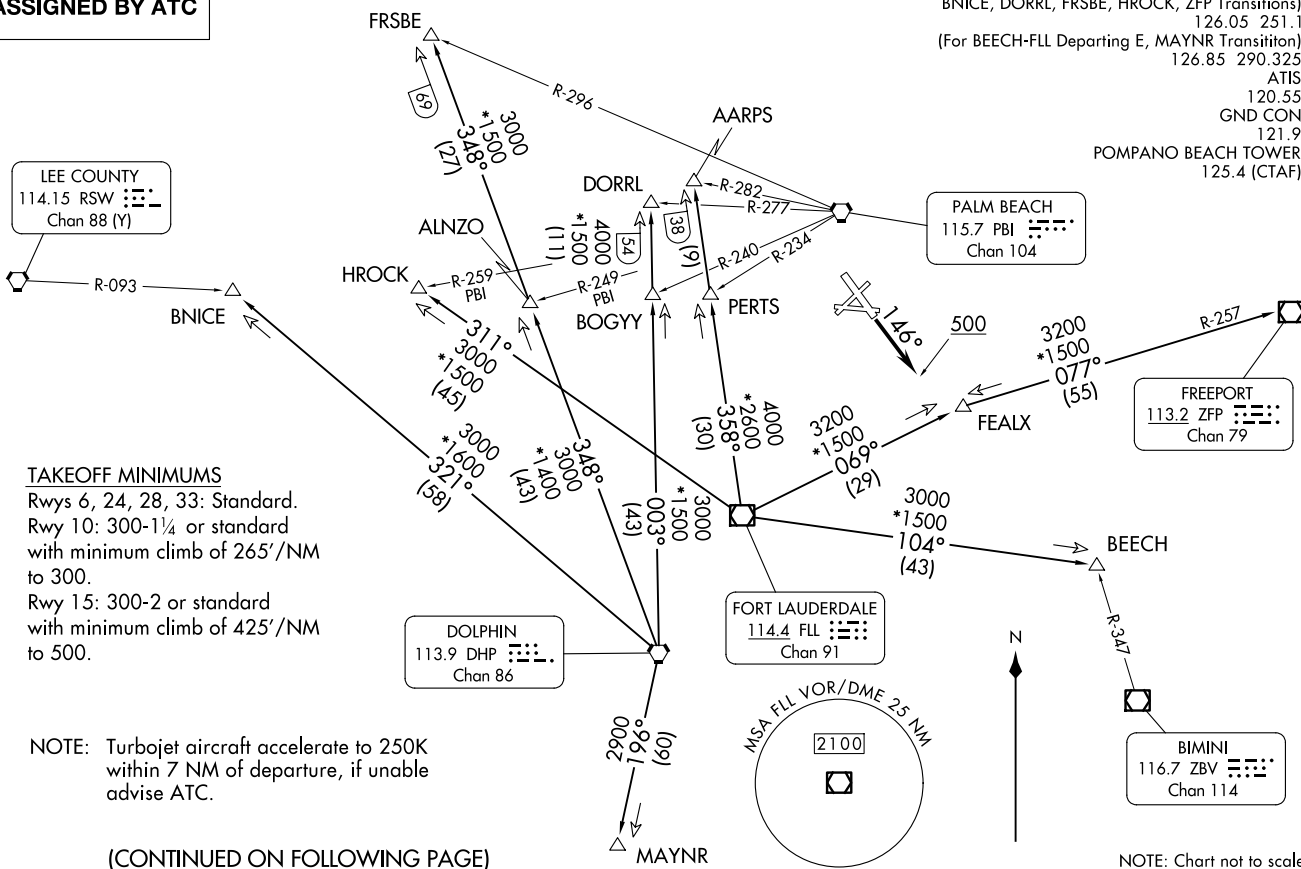 ASSIGNED BY ATC
BNICE, DORRL, FRSBE, HROCK, ZFP Transitions)
126.05 251.1
(For BEECH-FLL Departing E, MAYNR Transititon)
126.85 290.325
ATIS
120.55
GND CON
121.9
POMPANO BEACH TOWER
125.4 (CTAF)
FRSBE
69
3000
*1500
348°
(27)
R-296
AARPS
LEE COUNTY
114.15 RSW
Chan 88 (Y)
R-093
BNICE
DORRL
R-282
R-277
PALM BEACH
115.7 PBI
Chan 104
ALNZO
HROCK
R-259
PBI
R-249
PBI
4000
*1500
(11)
54
38
(9)
R-240
R-234
BOGYY
PERTS
146°
500
R-257
3200
*1500
077°
(55)
FREEPORT
113.2 ZFP
Chan 79
FEALX
311°
3000
*1500
(45)
4000
*2600
358°
(30)
3200
*1500
069°
(29)
3000
*1600
321°
(58)
348°
3000
*1400
(43)
3000
*1500
003°
(43)
3000
*1500
104°
(43)
BEECH
R-347
TAKEOFF MINIMUMS
Rwys 6, 24, 28, 33: Standard.
Rwy 10: 300-1¼ or standard
with minimum climb of 265'/NM
to 300.
Rwy 15: 300-2 or standard
with minimum climb of 425'/NM
to 500.
DOLPHIN
113.9 DHP
Chan 86
FORT LAUDERDALE
114.4 FLL
Chan 91
N
BIMINI
116.7 ZBV
Chan 114
2900
196°
(60)
MAYNR
MSA FLL VOR/DME 25 NM
2100
NOTE: Turbojet aircraft accelerate to 250K
within 7 NM of departure, if unable
advise ATC.
(CONTINUED ON FOLLOWING PAGE)
NOTE: Chart not to scale